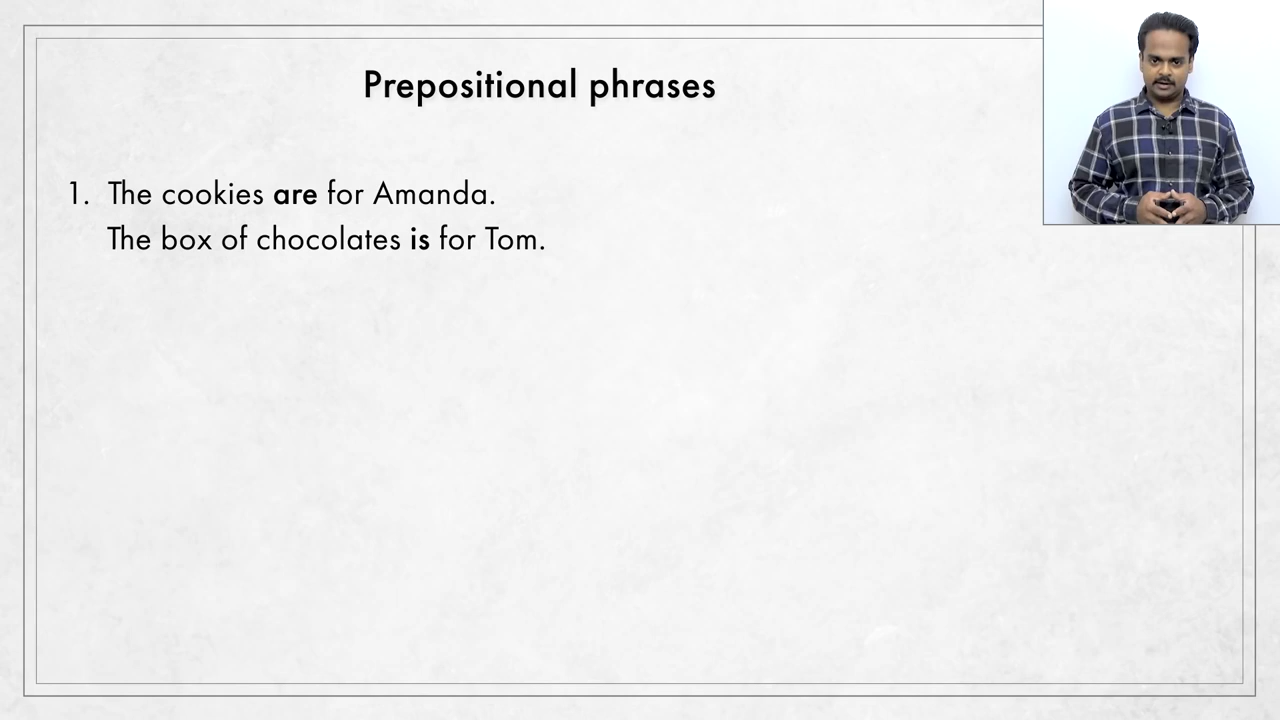 Prepositional phrases
1. The cookies are for Amanda.
The box of chocolates is for Tom.